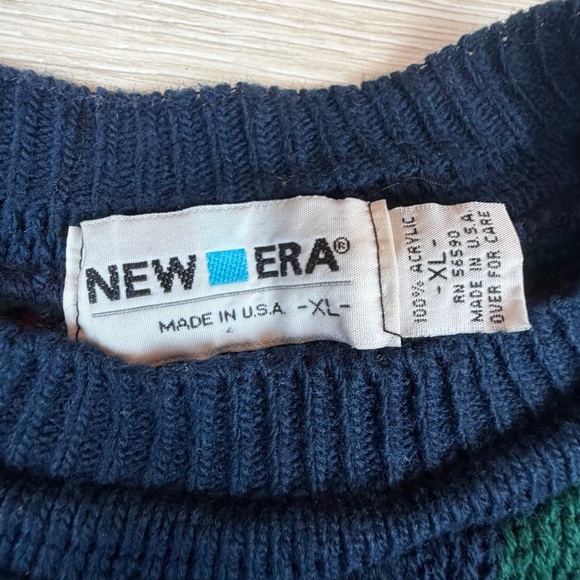 NEW ERA®
MADE IN U.S.A. -XL-
100% ACRYLIC
-XL-
RN 56590
MADE IN U.S.A.
OVER FOR CARE